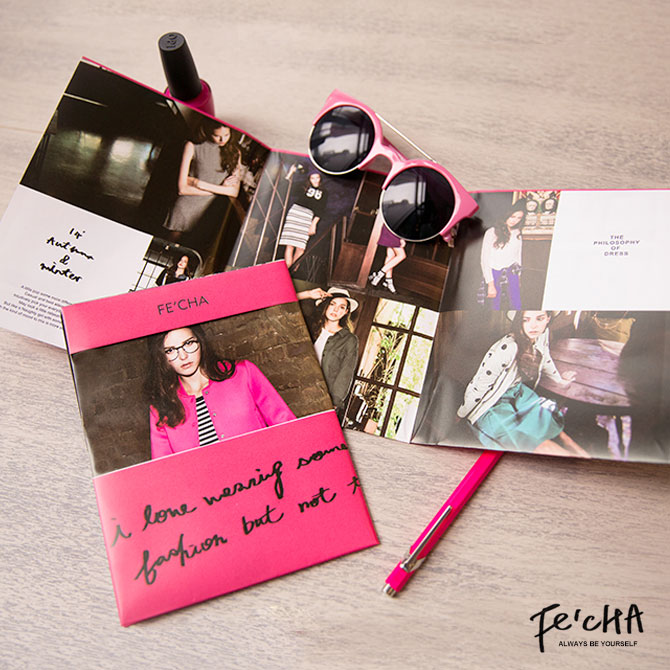 14'
Autumn
&
winter
98
THE
PHILOSOPHY OF
DRESS
FE'CHA
i love wearing some
fashion but not
FE'CHA
ALWAYS BE YOURSELF